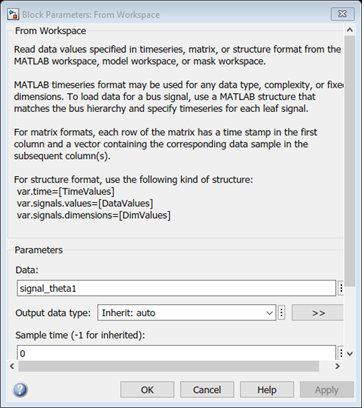 Block Parameters: From Workspace
From Workspace
Read data values specified in timeseries, matrix, or structure format from the
MATLAB workspace, model workspace, or mask workspace.
MATLAB timeseries format may be used for any data type, complexity, or fixed
dimensions. To load data for a bus signal, use a MATLAB structure that
matches the bus hierarchy and specify timeseries for each leaf signal.
For matrix formats, each row of the matrix has a time stamp in the first
column and a vector containing the corresponding data sample in the
subsequent column(s).
For structure format, use the following kind of structure:
var.time=[TimeValues]
var.signals.values=[DataValues]
var.signals.dimensions=[DimValues]
Parameters
Data:
signal_theta1
Output data type: Inherit: auto >>
Sample time (-1 for inherited):
0
OK Cancel Help Apply